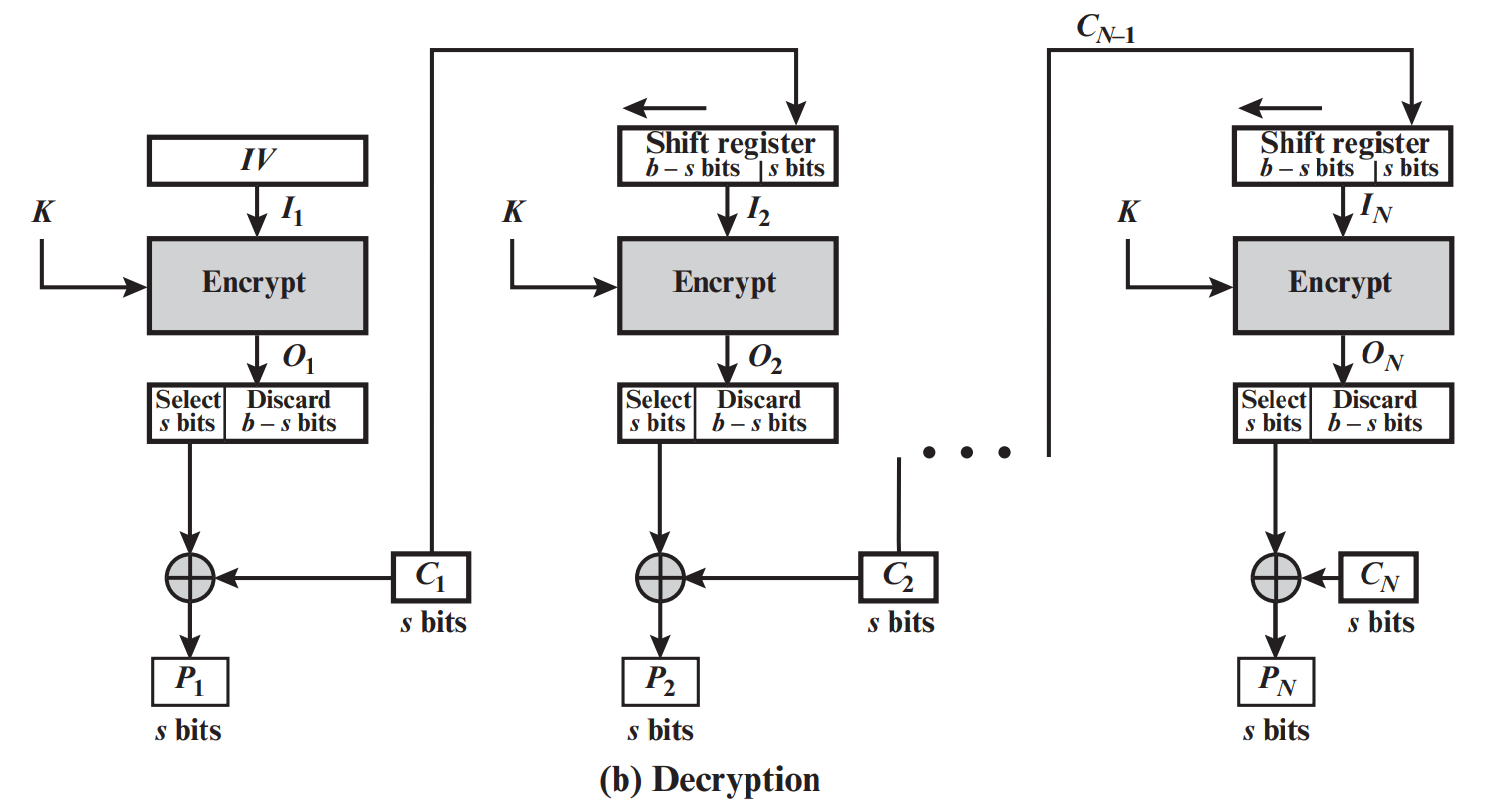 C_{N–1}
IV
Shift register
b – s bits | s bits
Shift register
b – s bits | s bits
K
I_1
K
I_2
K
I_N
Encrypt
Encrypt
Encrypt
O_1
O_2
O_N
Select
s bits
Discard
b – s bits
Select
s bits
Discard
b – s bits
Select
s bits
Discard
b – s bits
C_1
s bits
C_2
s bits
C_N
s bits
P_1
s bits
P_2
s bits
P_N
s bits
(b) Decryption